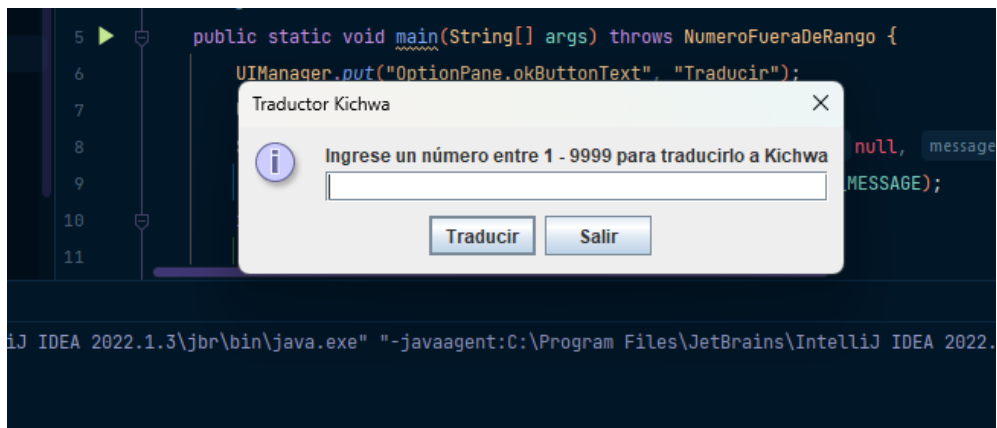 5 public static void main(String[] args) throws NumeroFueraDeRango {
6 UIManager.put("OptionPane.okButtonText", "Traducir");
7
Traductor Kichwa
8 null, message
Ingrese un número entre 1 - 9999 para traducirlo a Kichwa
9 _MESSAGE);
10
Traducir Salir
11
iJ IDEA 2022.1.3\jbr\bin\java.exe" "-javaagent:C:\Program Files\JetBrains\IntelliJ IDEA 2022.